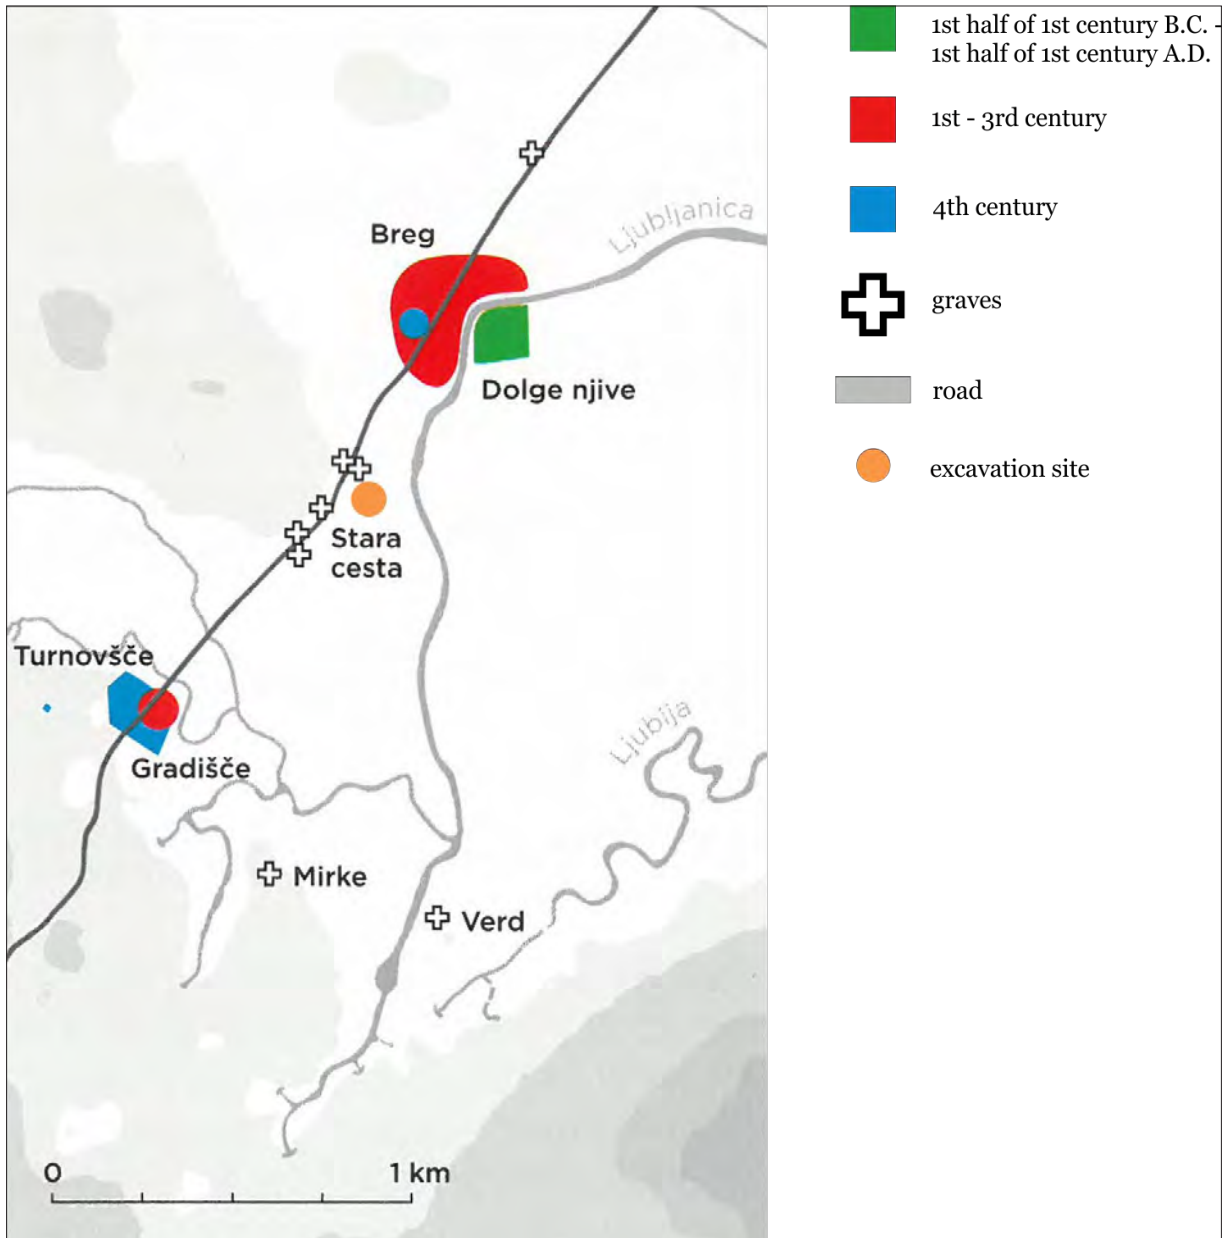 1st half of 1st century B.C. -
1st half of 1st century A.D.
1st - 3rd century
4th century
graves
road
excavation site
Ljubljanica
Breg
Dolge njive
Stara
cesta
Turnovšče
Gradišče
Ljubija
Mirke
Verd
0
1 km